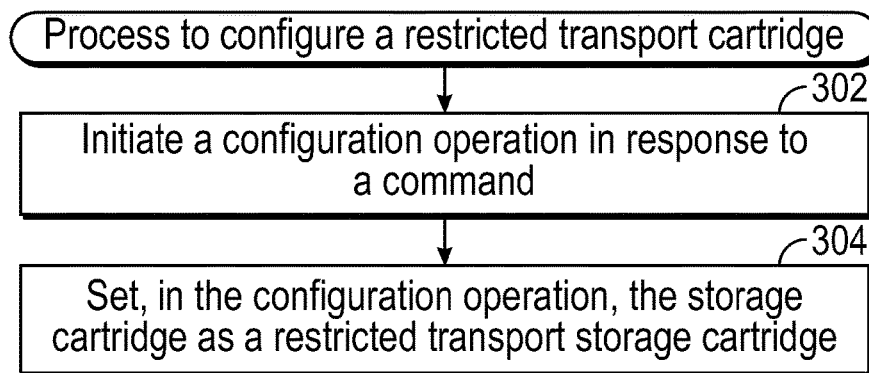 Process to configure a restricted transport cartridge
302
Initiate a configuration operation in response to
a command
304
Set, in the configuration operation, the storage
cartridge as a restricted transport storage cartridge